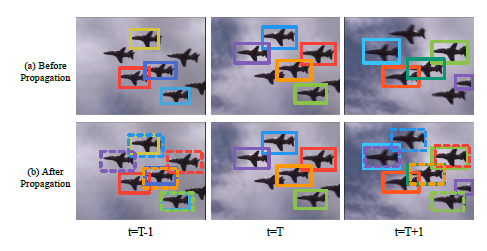 (a) Before
Propagation
(b) After
Propagation
t=T-1
t=T
t=T+1